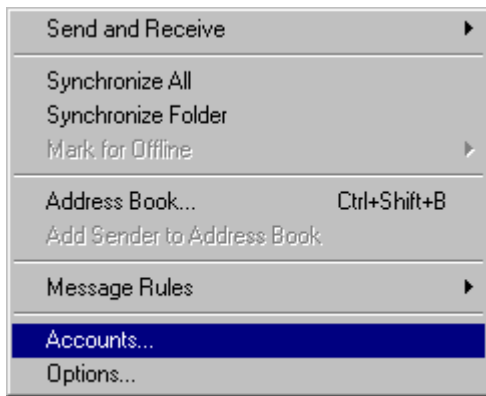 Send and Receive
Synchronize All
Synchronize Folder
Mark for Offline
Address Book... Ctrl+Shift+B
Add Sender to Address Book
Message Rules
Accounts...
Options...